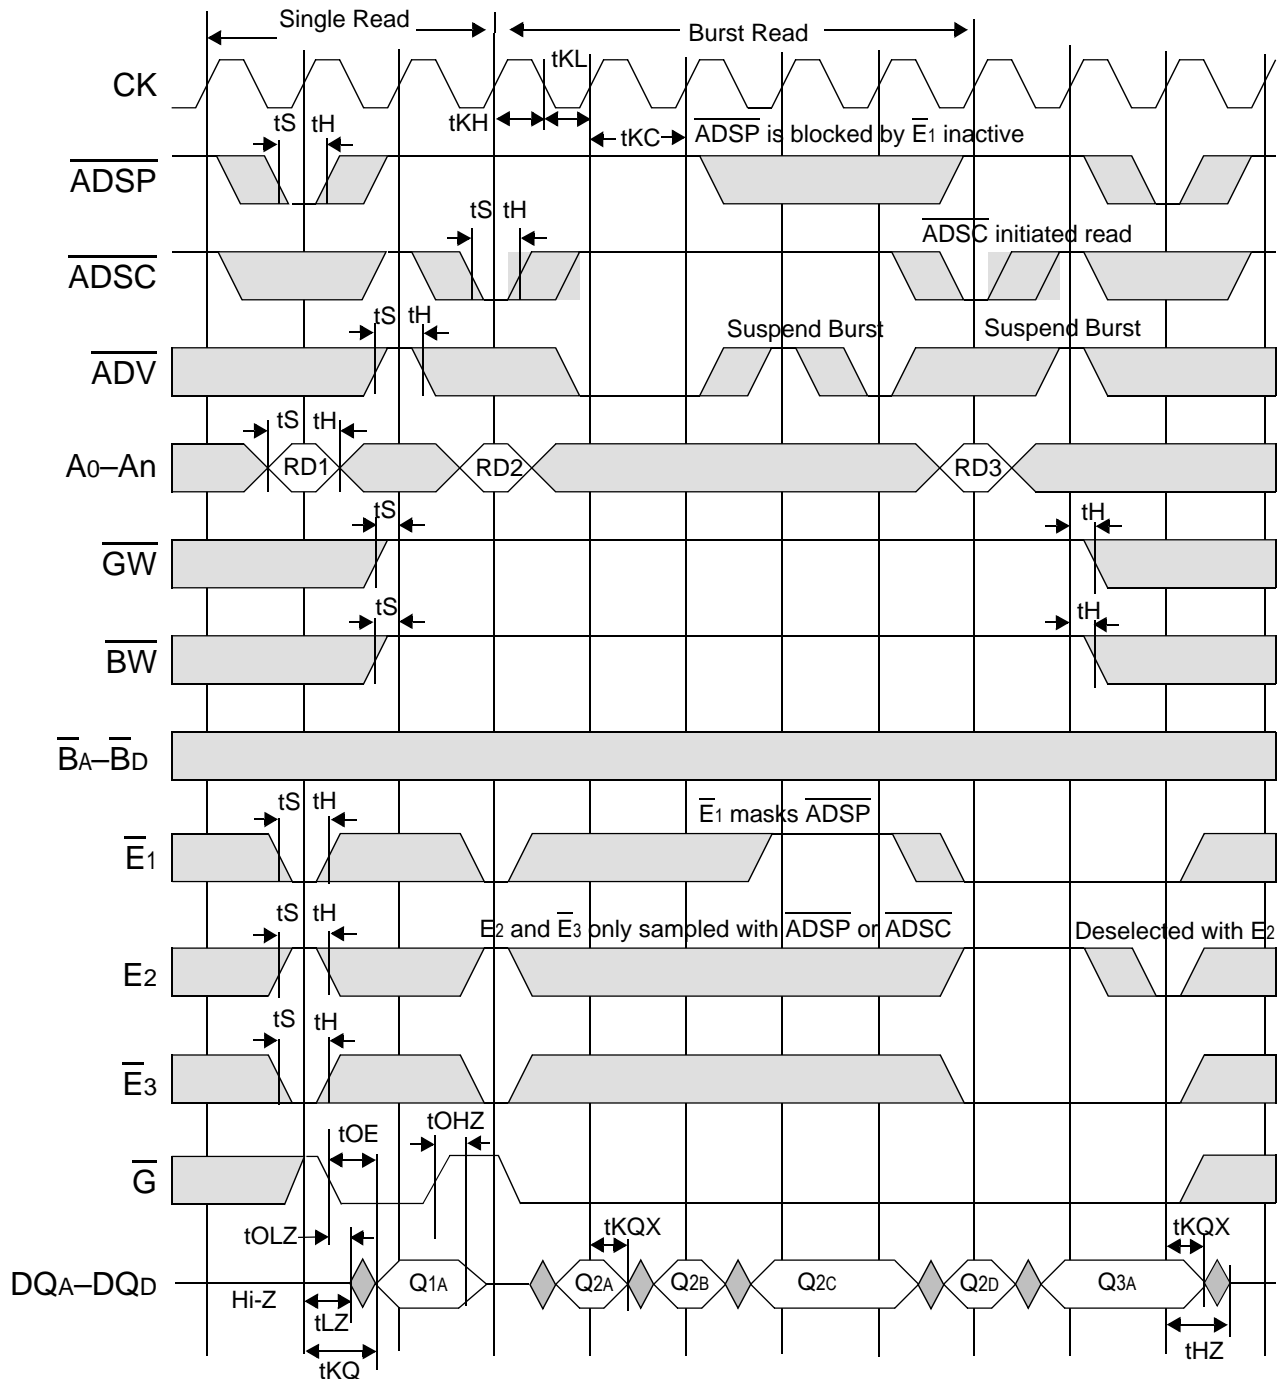 Single Read
Burst Read
CK
tKL
tKH
tKC
ADSP is blocked by E1 inactive
tS tH
ADSP
tS tH
ADSC initiated read
ADSC
tS tH
Suspend Burst
Suspend Burst
ADV
tS tH
A0–An
RD1
RD2
RD3
tS
tH
GW
tS
tH
BW
BA–BD
tS tH
E1 masks ADSP
E1
tS tH
E2 and E3 only sampled with ADSP or ADSC
Deselected with E2
E2
tS tH
E3
tOHZ
tOE
G
tOLZ
tKQX
tKQX
DQA–DQD
Q1A
Q2A
Q2B
Q2C
Q2D
Q3A
Hi-Z
tLZ
tHZ
tKQ